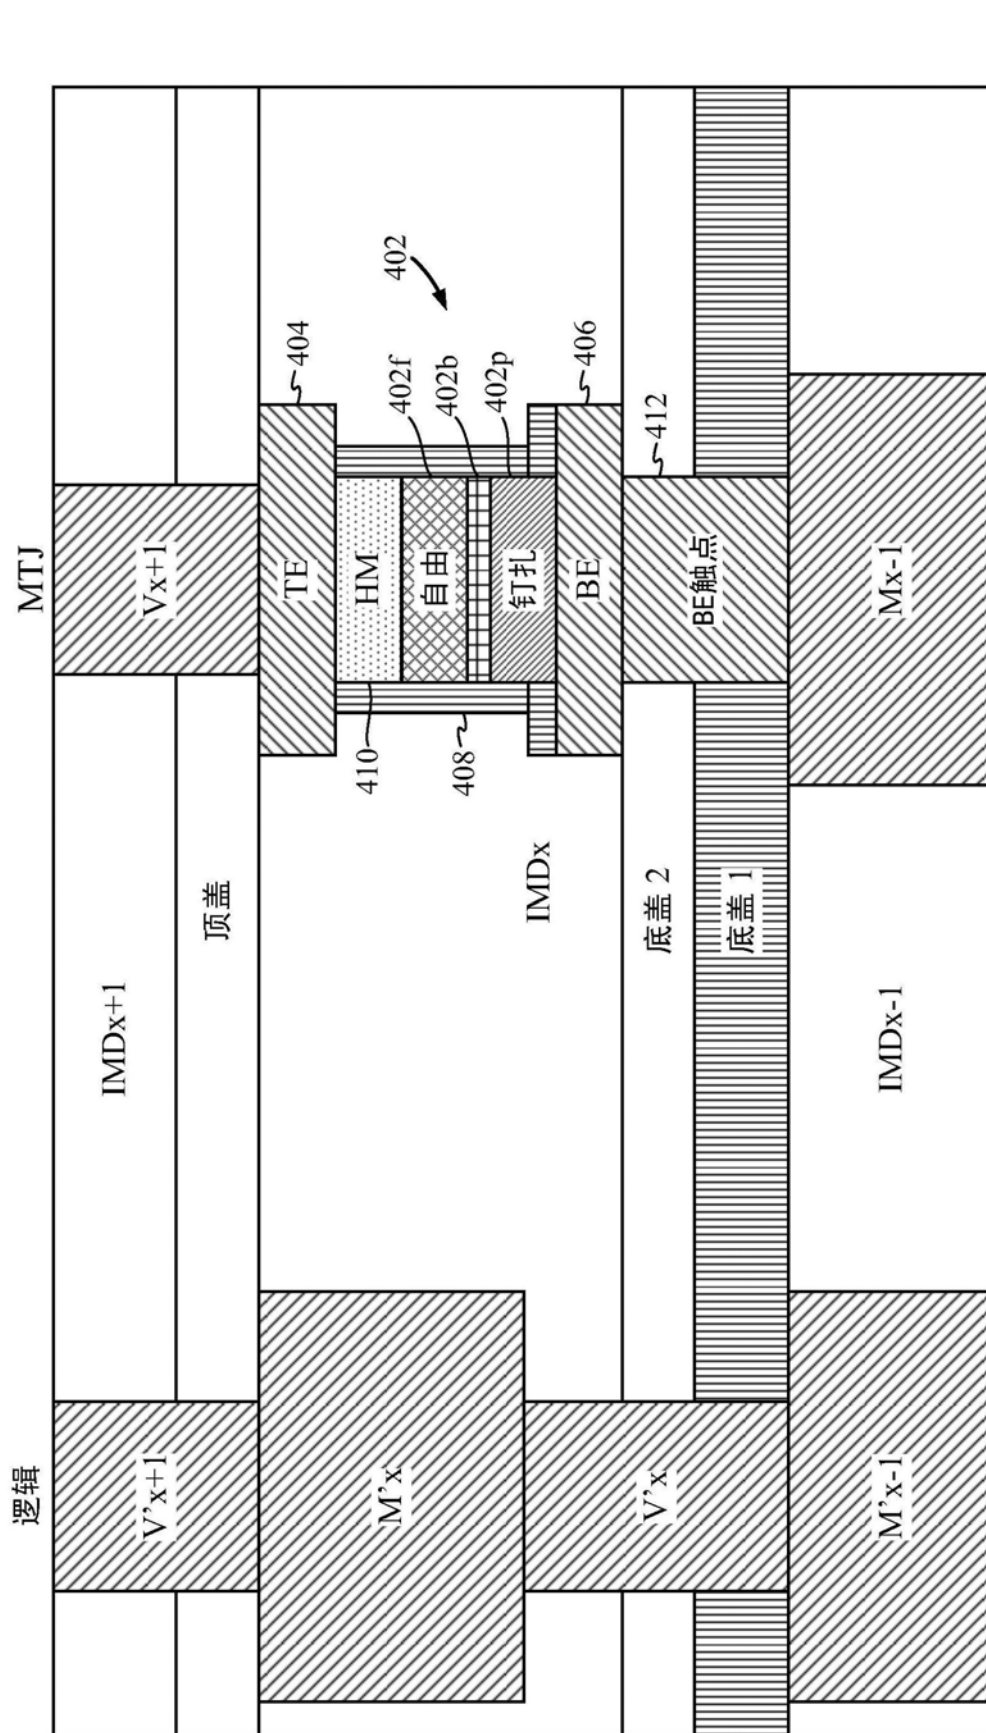 逻辑
MTJ
V'x+1
IMDx+1
Vx+1
顶盖
TE
404
M'x
410
HM
402
402f
自由
408
402b
钉扎
402p
IMDx
BE
406
V'x
底盖 2
BE触点
412
底盖 1
M'x-1
IMDx-1
Mx-1